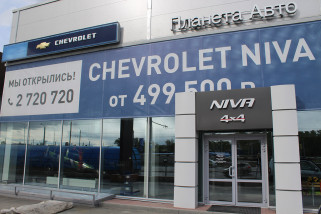 Планета Авто
CHEVROLET
CHEVROLET NIVA
МЫ ОТКРЫЛИСЬ!
2 720 720
от 499 500 р.
NIVA
4x4